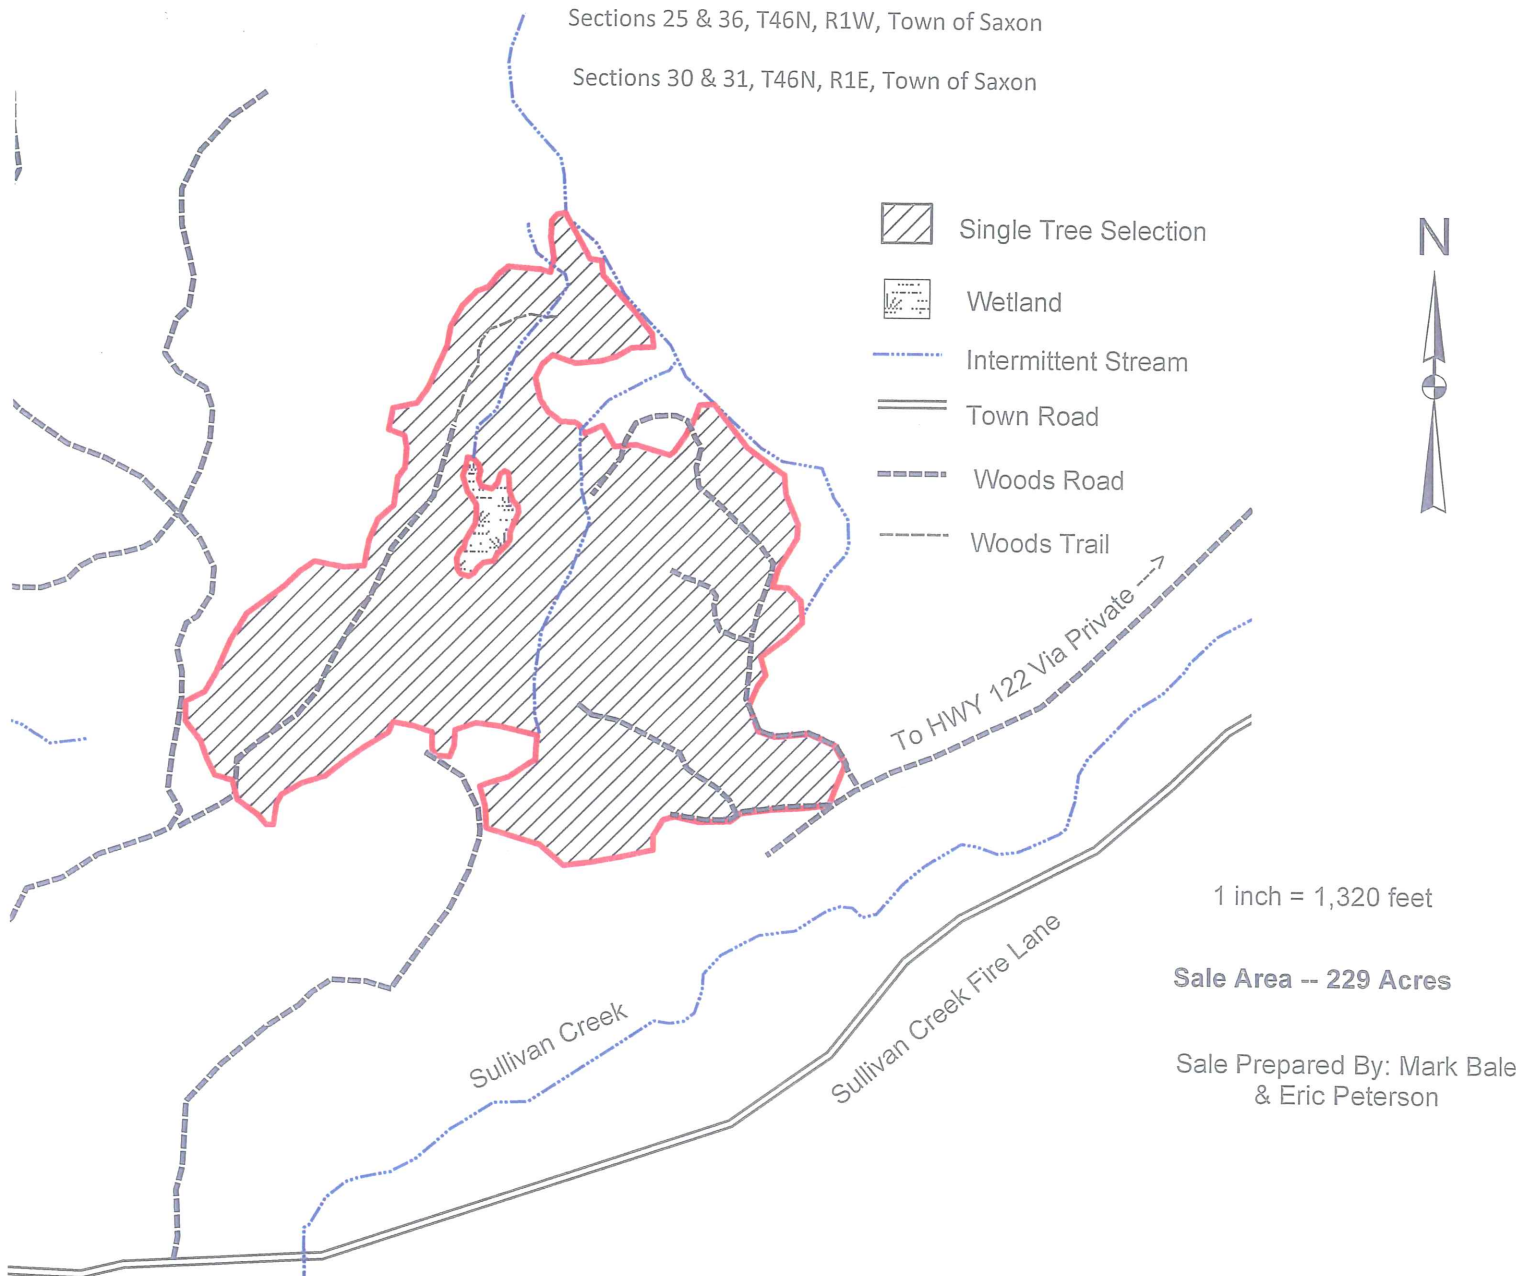 Sections 25 & 36, T46N, R1W, Town of Saxon
Sections 30 & 31, T46N, R1E, Town of Saxon
Single Tree Selection
Wetland
Intermittent Stream
Town Road
Woods Road
Woods Trail
N
To HWY 122 Via Private
Sullivan Creek
Sullivan Creek Fire Lane
1 inch = 1,320 feet
Sale Area -- 229 Acres
Sale Prepared By: Mark Bale
& Eric Peterson